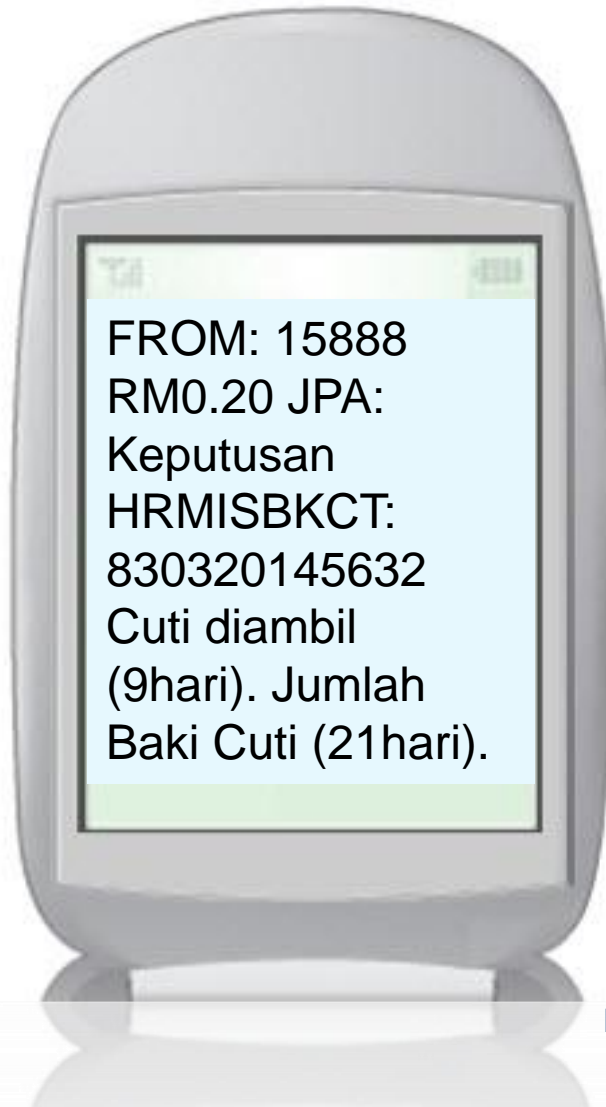 FROM: 15888
RM0.20 JPA:
Keputusan
HRMISBKCT:
830320145632
Cuti diambil
(9hari). Jumlah
Baki Cuti (21hari).